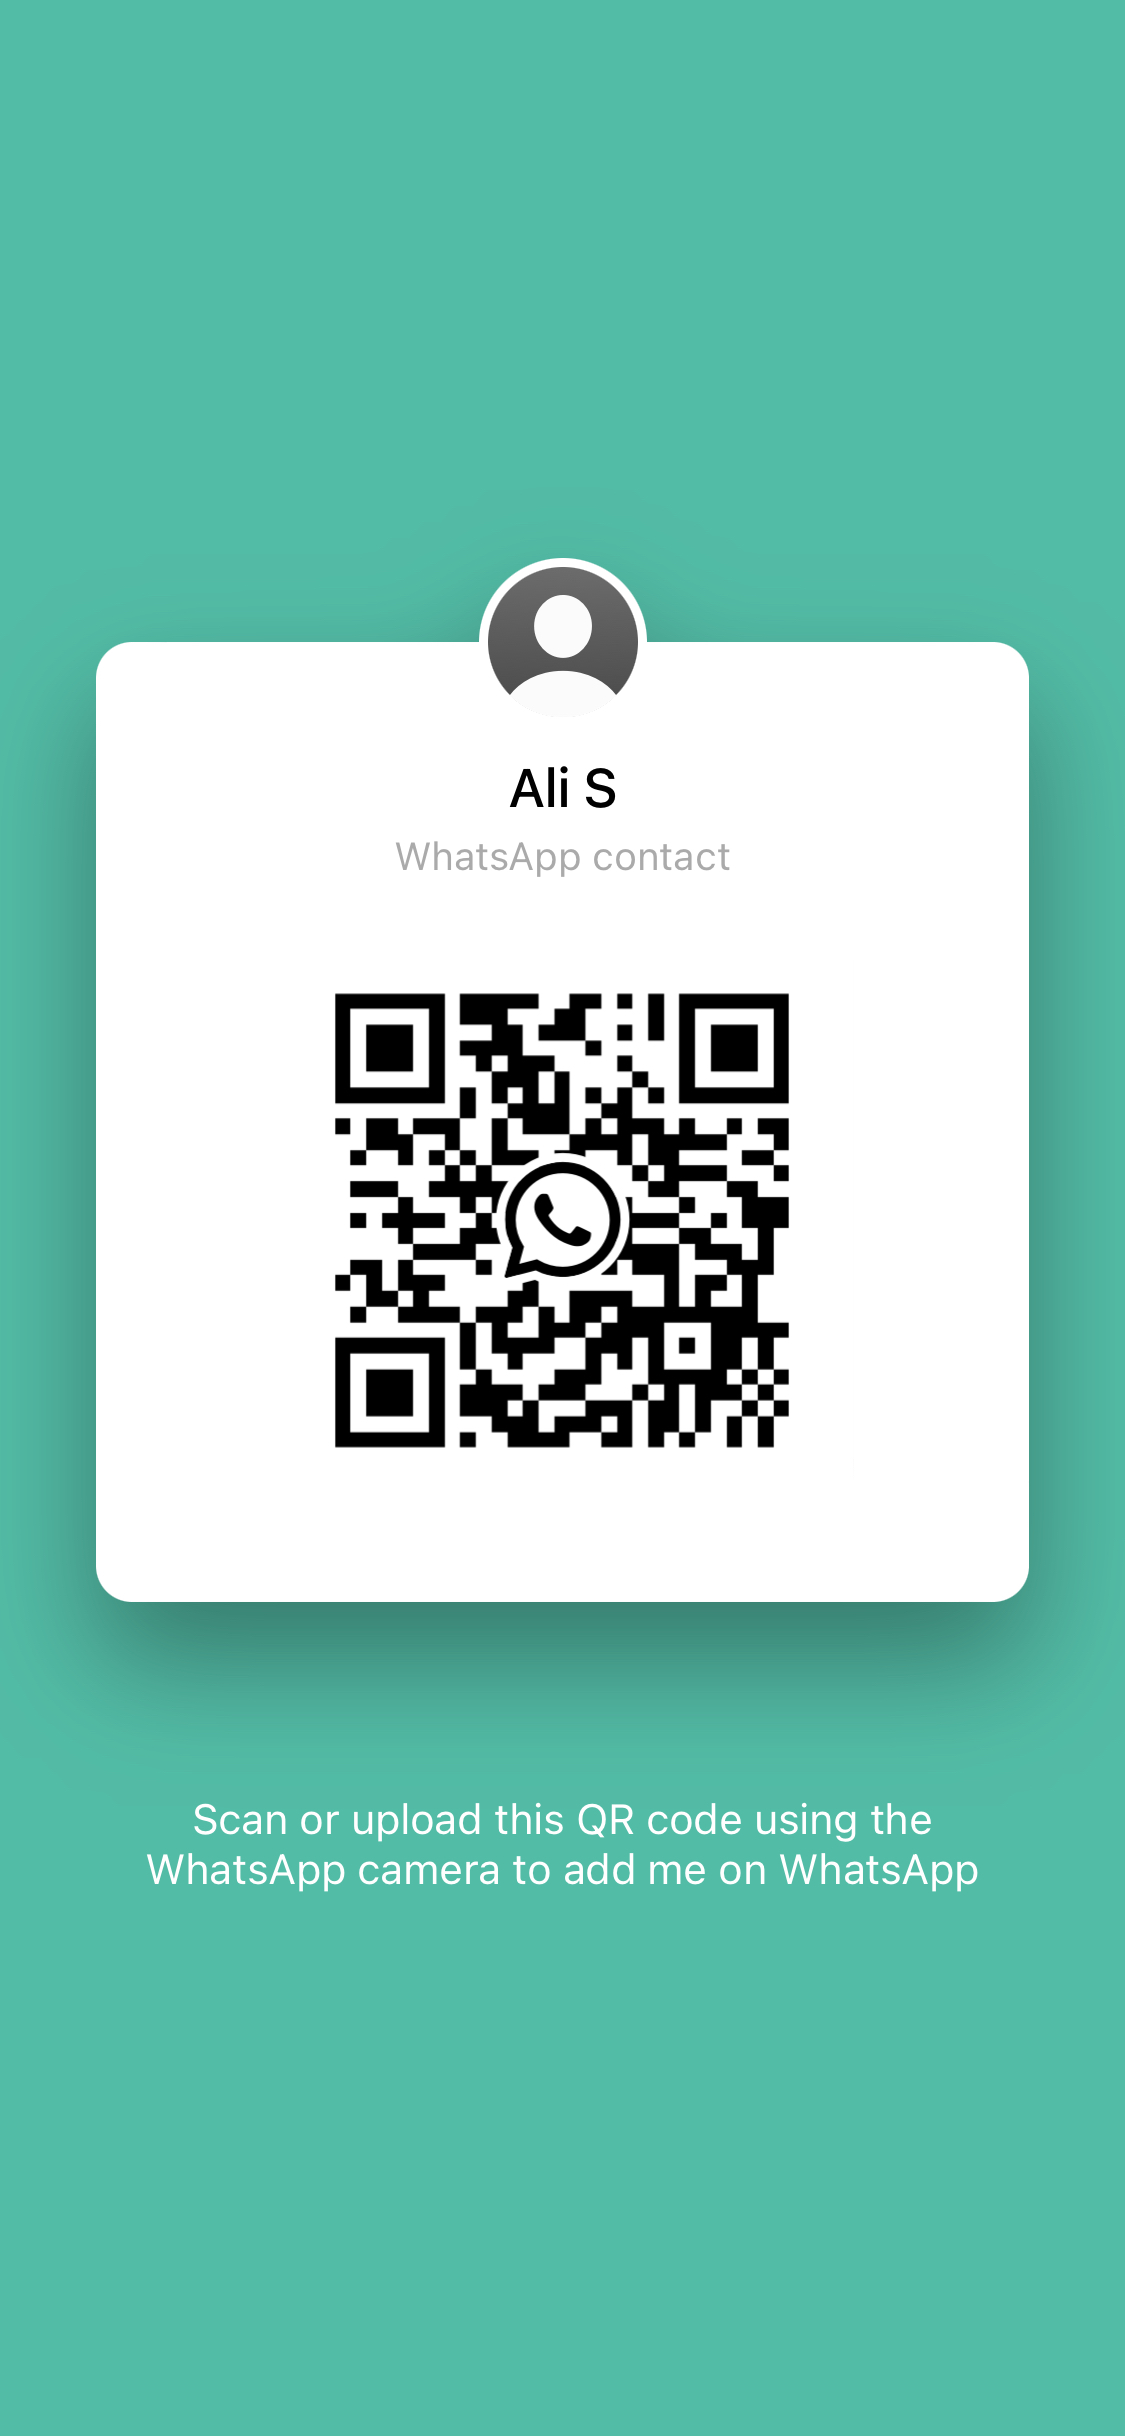 Ali S
WhatsApp contact
Scan or upload this QR code using the
WhatsApp camera to add me on WhatsApp